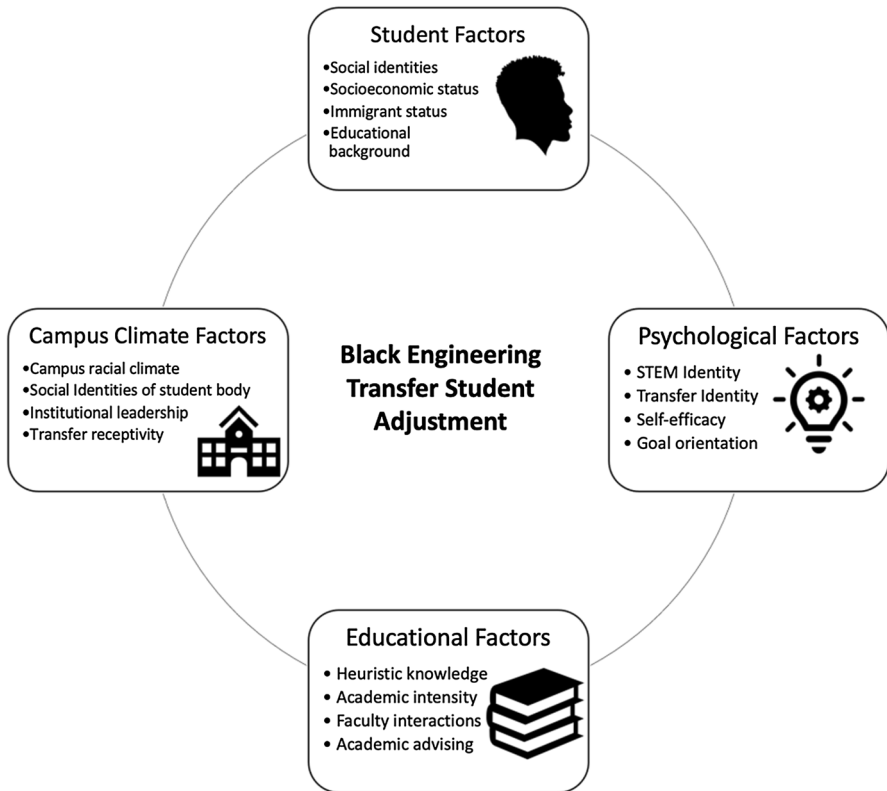 Student Factors
•Social identities
•Socioeconomic status
•Immigrant status
•Educational
background
Campus Climate Factors
•Campus racial climate
•Social Identities of student body
•Institutional leadership
•Transfer receptivity
Black Engineering
Transfer Student
Adjustment
Psychological Factors
• STEM Identity
• Transfer Identity
• Self-efficacy
• Goal orientation
Educational Factors
• Heuristic knowledge
• Academic intensity
• Faculty interactions
• Academic advising